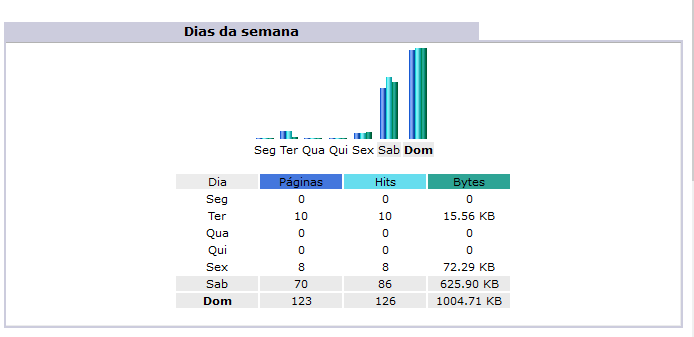 Dias da semana
Seg Ter Qua Qui Sex Sab Dom
Dia Páginas Hits Bytes
Seg 0 0 0
Ter 10 10 15.56 KB
Qua 0 0 0
Qui 0 0 0
Sex 8 8 72.29 KB
Sab 70 86 625.90 KB
Dom 123 126 1004.71 KB